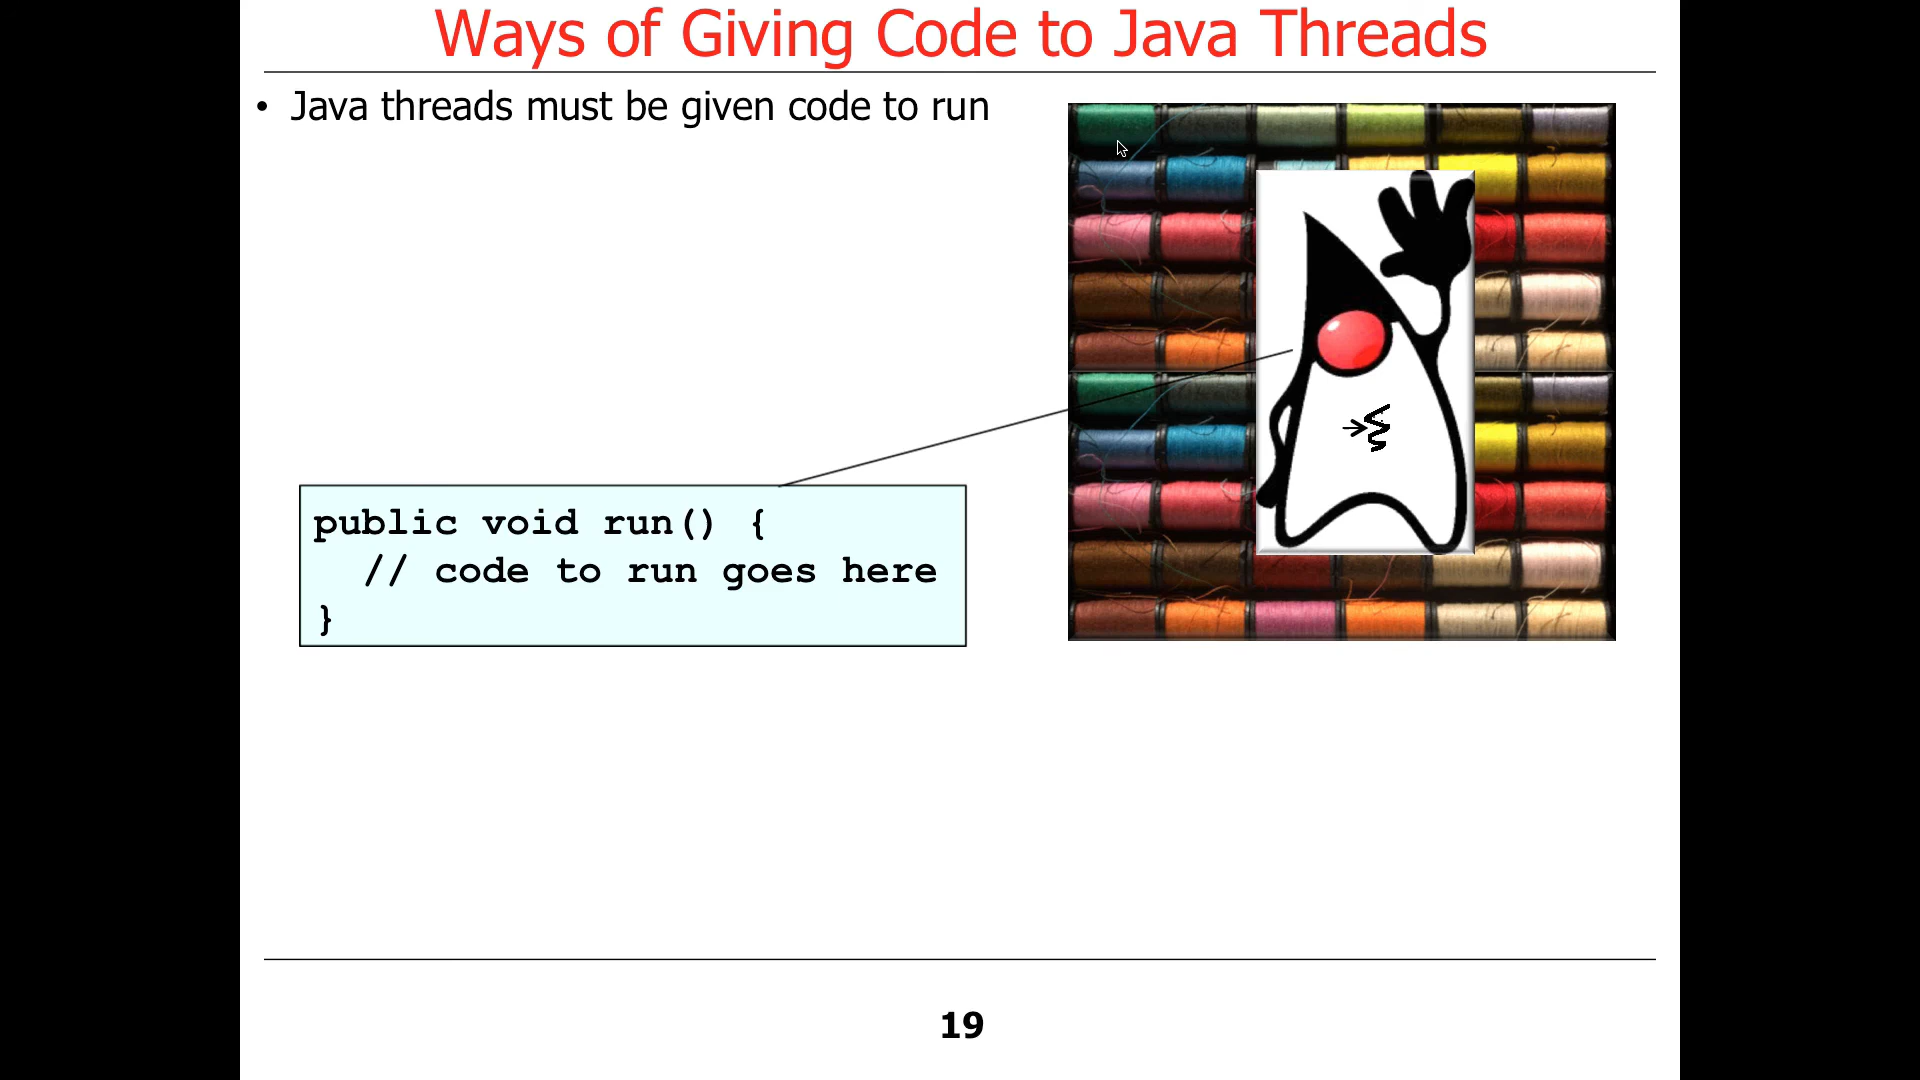 Ways of Giving Code to Java Threads
• Java threads must be given code to run
public void run() {
  // code to run goes here
}
19